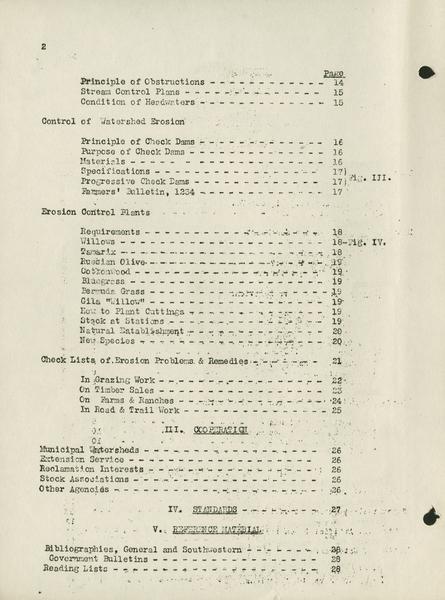 2
Page
Principle of Obstructions - - - - - - - - - - - - - 14
Stream Control Plans - - - - - - - - - - - - - - - 15
Condition of Headwaters - - - - - - - - - - - - - - 15
Control of Watershed Erosion
Principle of Check Dams - - - - - - - - - - - - - - 16
Purpose of Check Dams - - - - - - - - - - - - - - - 16
Materials - - - - - - - - - - - - - - - - - - - - - 16
Specifications - - - - - - - - - - - - - - - - - - 17)
Progressive Check Dams - - - - - - - - - - - - - - 17) Fig. III.
Farmers' Bulletin, 1234 - - - - - - - - - - - - - - 17
Erosion Control Plants
Requirements - - - - - - - - - - - - - - - - - - - 18
Willows - - - - - - - - - - - - - - - - - - - - - - 18-Fig. IV.
Tamarix - - - - - - - - - - - - - - - - - - - - - - 18
Russian Olive - - - - - - - - - - - - - - - - - - - 19
Cottonwood - - - - - - - - - - - - - - - - - - - - 19
Bluegrass - - - - - - - - - - - - - - - - - - - - - 19
Bermuda Grass - - - - - - - - - - - - - - - - - - - 19
Gila "Willow" - - - - - - - - - - - - - - - - - - - 19
How to Plant Cuttings - - - - - - - - - - - - - - - 19
Stock at Stations - - - - - - - - - - - - - - - - - 19
Natural Establishment - - - - - - - - - - - - - - - 20
New Species - - - - - - - - - - - - - - - - - - - - 20
Check Lists of Erosion Problems & Remedies - - - - - - - - 21
In Grazing Work - - - - - - - - - - - - - - - - - - 22
On Timber Sales - - - - - - - - - - - - - - - - - - 23
On Farms & Ranches - - - - - - - - - - - - - - - - 24
In Road & Trail Work - - - - - - - - - - - - - - - 25
III. COOPERATION
Municipal Watersheds - - - - - - - - - - - - - - - - - - - 26
Extension Service - - - - - - - - - - - - - - - - - - - - 26
Reclamation Interests - - - - - - - - - - - - - - - - - - 26
Stock Associations - - - - - - - - - - - - - - - - - - - - 26
Other Agencies - - - - - - - - - - - - - - - - - - - - - - 26
IV. STANDARDS - - - - - - - - 27
V. REFERENCE MATERIAL
Bibliographies, General and Southwestern - - - - - - - - - 28
Government Bulletins - - - - - - - - - - - - - - - - - - - 28
Reading Lists - - - - - - - - - - - - - - - - - - - - - - 28